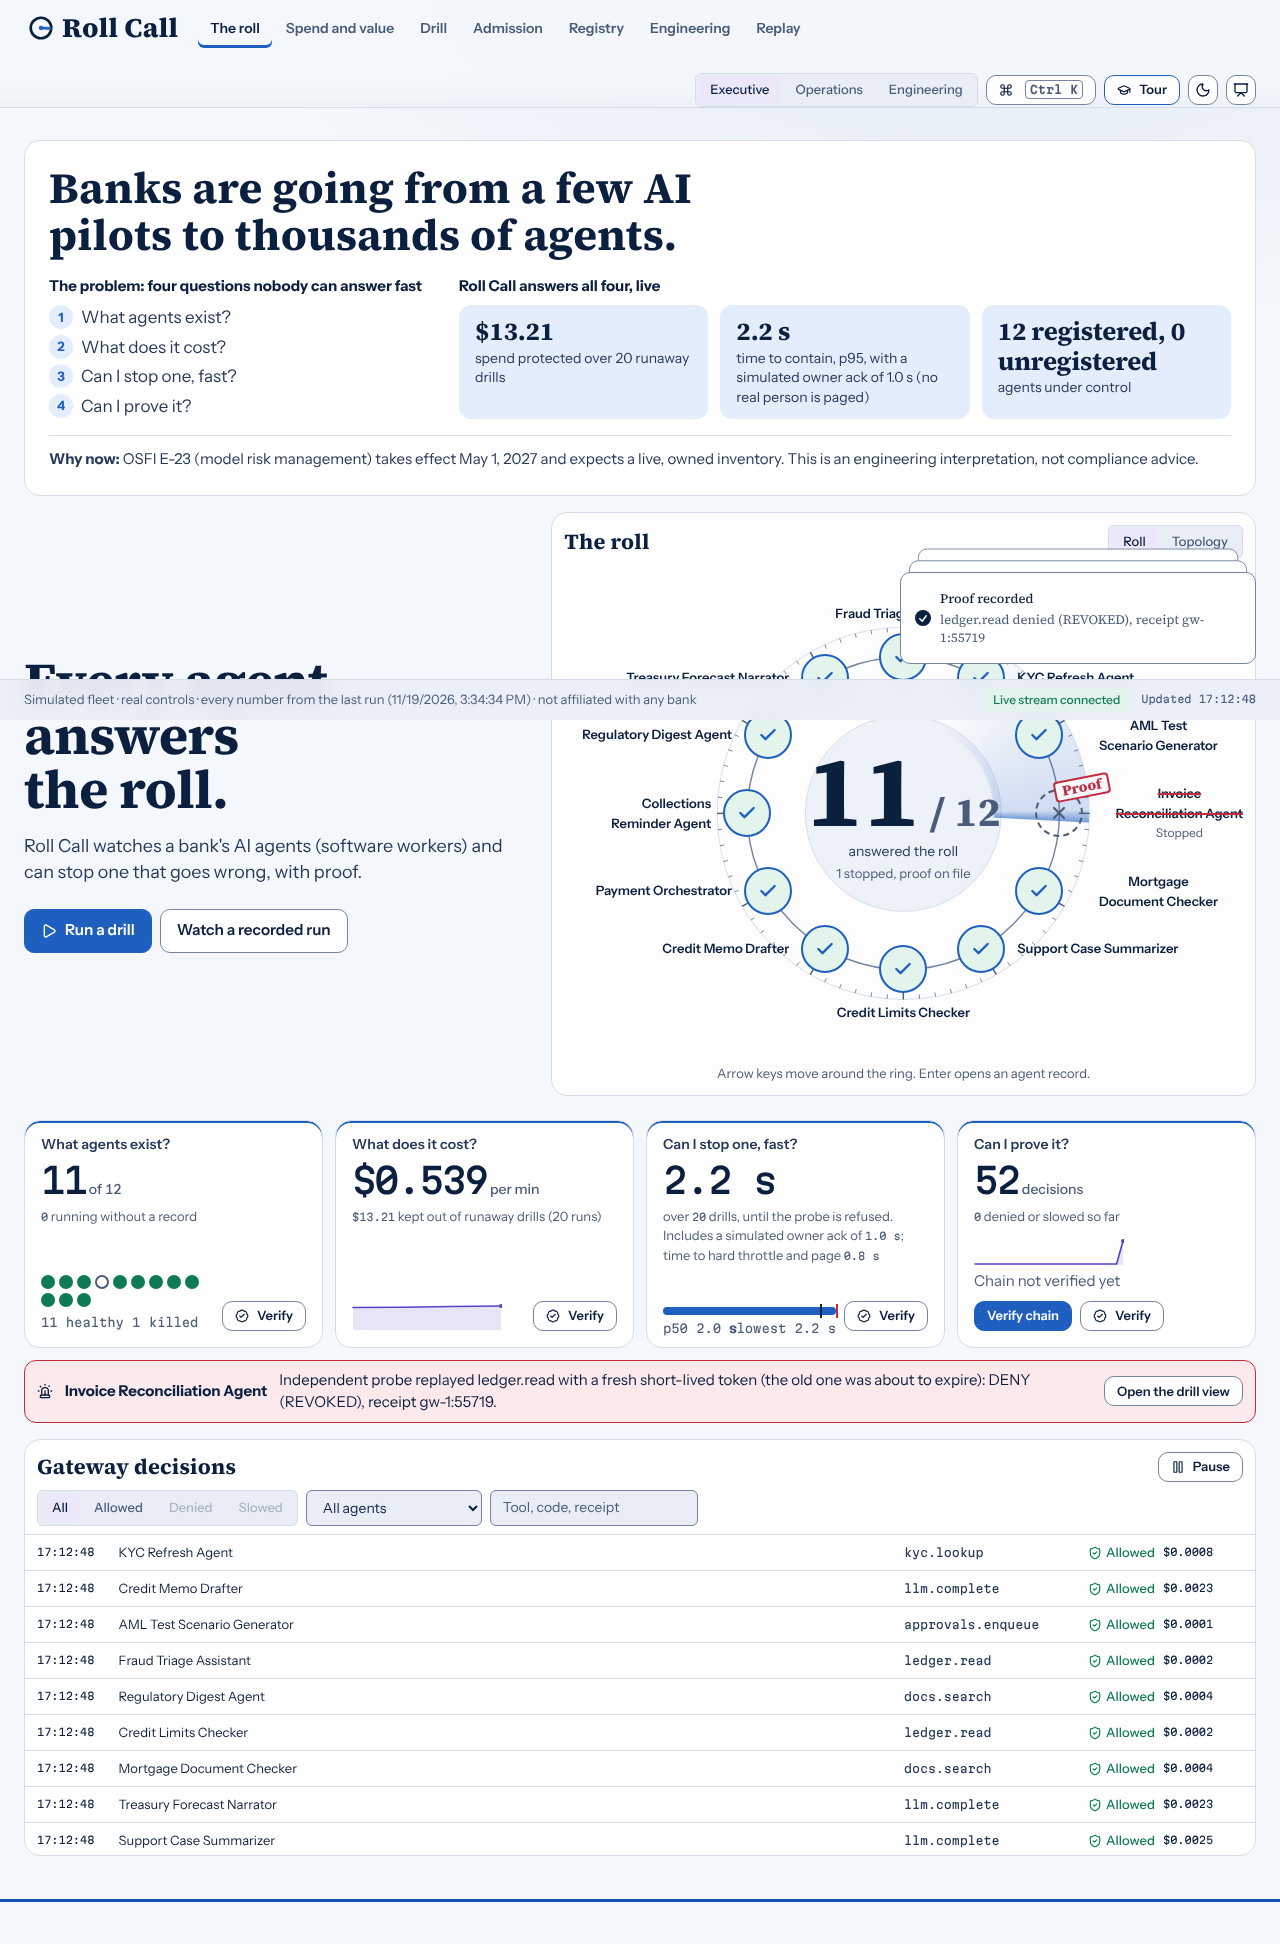 Roll Call
The roll
Spend and value
Drill
Admission
Registry
Engineering
Replay
Executive
Operations
Engineering
⌘ Ctrl K
Tour
Banks are going from a few AI
pilots to thousands of agents.
The problem: four questions nobody can answer fast
1 What agents exist?
2 What does it cost?
3 Can I stop one, fast?
4 Can I prove it?
Roll Call answers all four, live
$13.21
spend protected over 20 runaway
drills
2.2 s
time to contain, p95, with a
simulated owner ack of 1.0 s (no
real person is paged)
12 registered, 0
unregistered
agents under control
Why now: OSFI E-23 (model risk management) takes effect May 1, 2027 and expects a live, owned inventory. This is an engineering interpretation, not compliance advice.
Every agent
answers
the roll.
Roll Call watches a bank's AI agents (software workers) and
can stop one that goes wrong, with proof.
Run a drill
Watch a recorded run
The roll
Roll
Topology
Proof recorded
ledger.read denied (REVOKED), receipt gw-
1:55719
Fraud Triag
Treasury Forecast Narrator
KYC Refresh Agent
Simulated fleet · real controls · every number from the last run (11/19/2026, 3:34:34 PM) · not affiliated with any bank
Live stream connected
Updated 17:12:48
Regulatory Digest Agent
AML Test
Scenario Generator
Collections
Reminder Agent
11 / 12
answered the roll
1 stopped, proof on file
Proof
Invoice
Reconciliation Agent
Stopped
Payment Orchestrator
Mortgage
Document Checker
Credit Memo Drafter
Support Case Summarizer
Credit Limits Checker
Arrow keys move around the ring. Enter opens an agent record.
What agents exist?
11 of 12
0 running without a record
11 healthy 1 killed
Verify
What does it cost?
$0.539 per min
$13.21 kept out of runaway drills (20 runs)
Verify
Can I stop one, fast?
2.2 s
over 20 drills, until the probe is refused.
Includes a simulated owner ack of 1.0 s;
time to hard throttle and page 0.8 s
p50 2.0 slowest 2.2 s
Verify
Can I prove it?
52 decisions
0 denied or slowed so far
Chain not verified yet
Verify chain
Verify
Invoice Reconciliation Agent
Independent probe replayed ledger.read with a fresh short-lived token (the old one was about to expire): DENY
(REVOKED), receipt gw-1:55719.
Open the drill view
Gateway decisions
Pause
All
Allowed
Denied
Slowed
All agents
Tool, code, receipt
17:12:48 KYC Refresh Agent kyc.lookup Allowed $0.0008
17:12:48 Credit Memo Drafter llm.complete Allowed $0.0023
17:12:48 AML Test Scenario Generator approvals.enqueue Allowed $0.0001
17:12:48 Fraud Triage Assistant ledger.read Allowed $0.0002
17:12:48 Regulatory Digest Agent docs.search Allowed $0.0004
17:12:48 Credit Limits Checker ledger.read Allowed $0.0002
17:12:48 Mortgage Document Checker docs.search Allowed $0.0004
17:12:48 Treasury Forecast Narrator llm.complete Allowed $0.0023
17:12:48 Support Case Summarizer llm.complete Allowed $0.0025